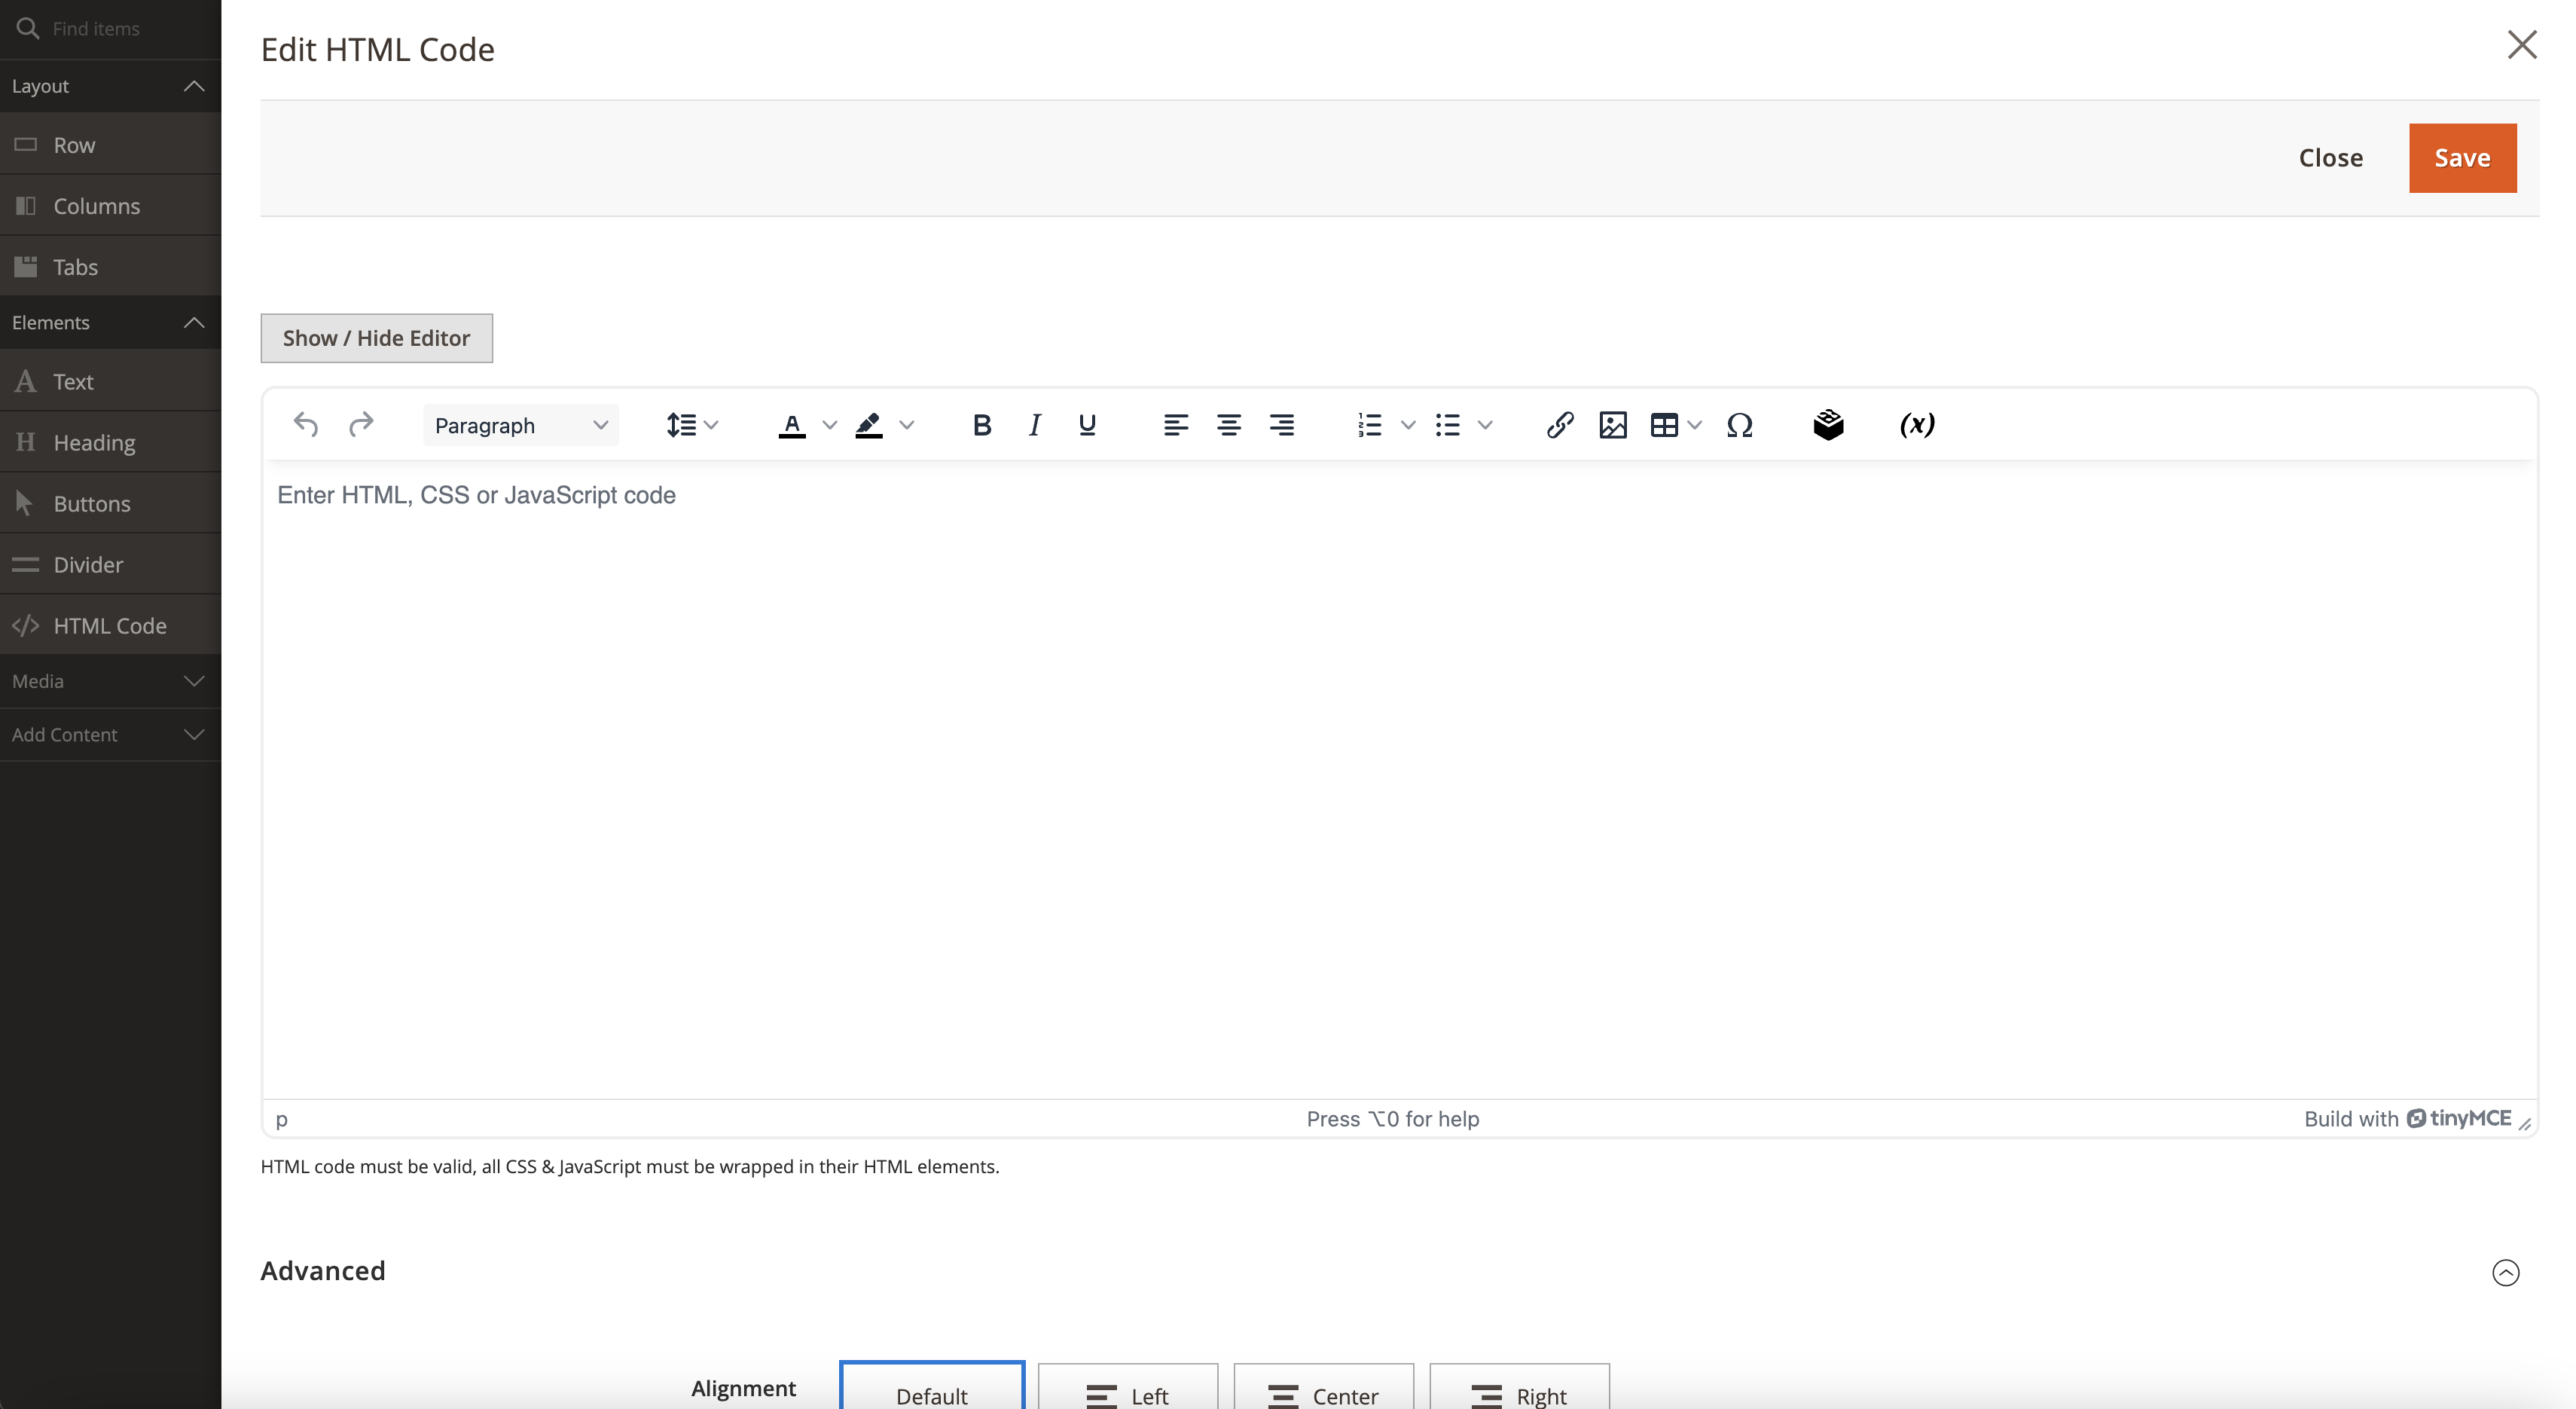 Find items
Layout
Row
Columns
Tabs
Elements
Text
Heading
Buttons
Divider
HTML Code
Media
Add Content
Edit HTML Code
Close
Save
Show / Hide Editor
Paragraph
Enter HTML, CSS or JavaScript code
p
Press ⌥0 for help
Build with tinyMCE
HTML code must be valid, all CSS & JavaScript must be wrapped in their HTML elements.
Advanced
Alignment
Default
Left
Center
Right